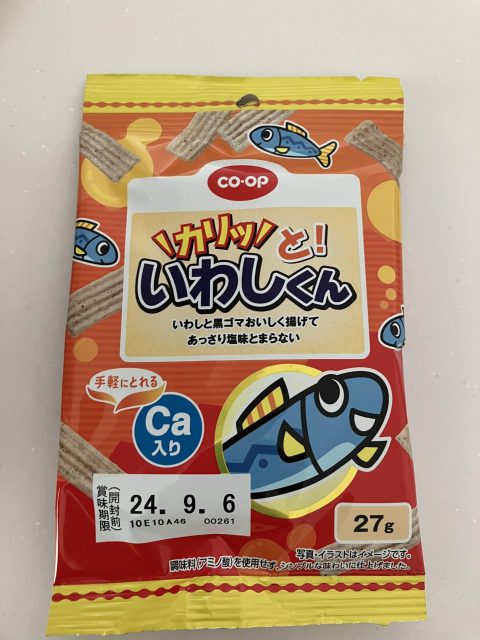 CO·OP
カリッと!
いわしくん
いわしと黒ゴマおいしく揚げて
あっさり塩味とまらない
手軽にとれる
Ca
入り
(開封前)
賞味期限
24. 9. 6
10E10A46 00261
27g
写真・イラストはイメージです。
調味料(アミノ酸)を使用せず、シンプルな味わいに仕上げました。